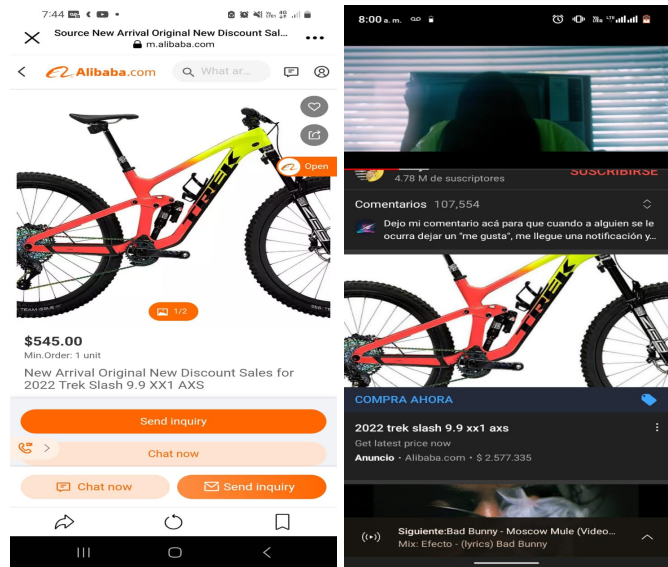 7:44
Source New Arrival Original New Discount Sal...
m.alibaba.com
Alibaba.com
What ar...
Open
TREK
1/2
$545.00
Min.Order: 1 unit
New Arrival Original New Discount Sales for
2022 Trek Slash 9.9 XX1 AXS
Send inquiry
Chat now
Chat now
Send inquiry
8:00 a. m.
4.78 M de suscriptores
SUSCRIBIRSE
Comentarios 107,554
Dejo mi comentario acá para que cuando a alguien se le
ocurra dejar un "me gusta", me llegue una notificación y...
TREK
COMPRA AHORA
2022 trek slash 9.9 xx1 axs
Get latest price now
Anuncio • Alibaba.com • $ 2.577.335
Siguiente:Bad Bunny - Moscow Mule (Video...
Mix: Efecto - (lyrics) Bad Bunny